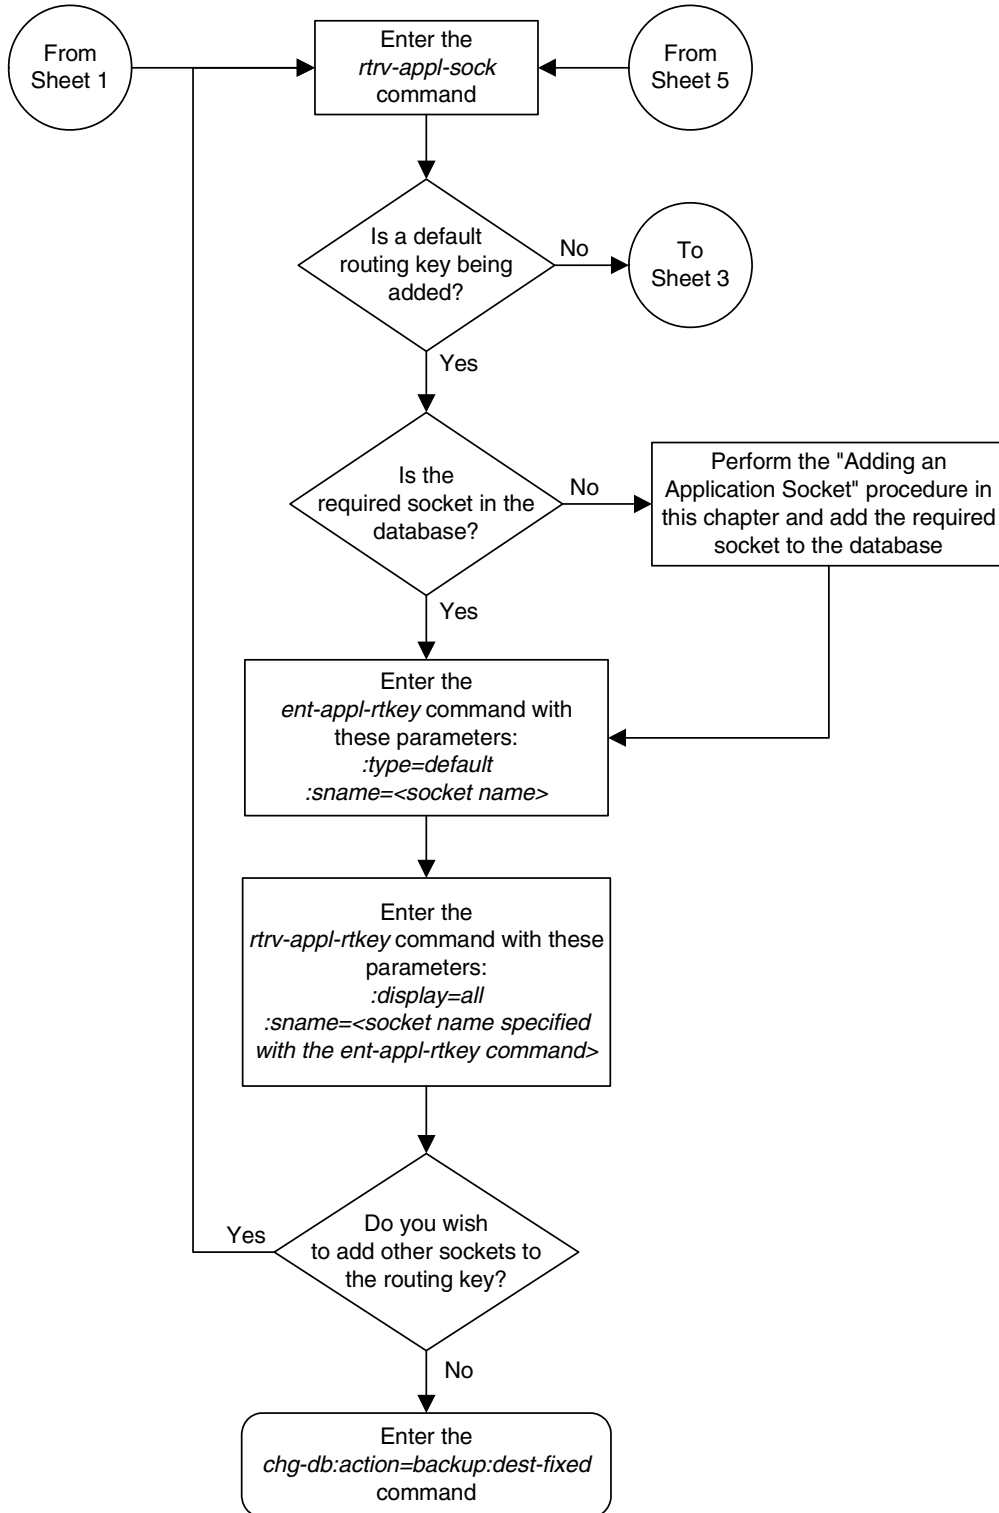 From
Sheet 1
Enter the
rtrv-appl-sock
command
From
Sheet 5
Is a default
routing key being
added?
No
To
Sheet 3
Yes
Is the
required socket in the
database?
No
Perform the "Adding an
Application Socket" procedure in
this chapter and add the required
socket to the database
Yes
Enter the
ent-appl-rtkey command with
these parameters:
:type=default
:sname=<socket name>
Enter the
rtrv-appl-rtkey command with these
parameters:
:display=all
:sname=<socket name specified
with the ent-appl-rtkey command>
Yes
Do you wish
to add other sockets to
the routing key?
No
Enter the
chg-db:action=backup:dest-fixed
command